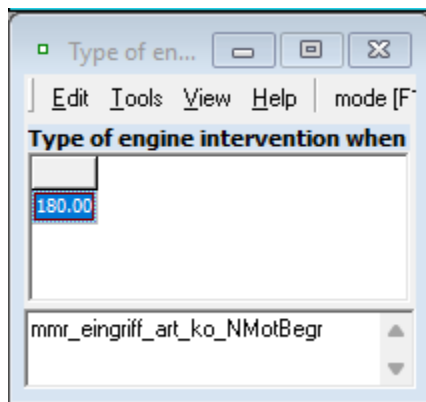 Type of en...
Edit Tools View Help mode [F
Type of engine intervention when
180.00
mmr_eingriff_art_ko_NMotBegr